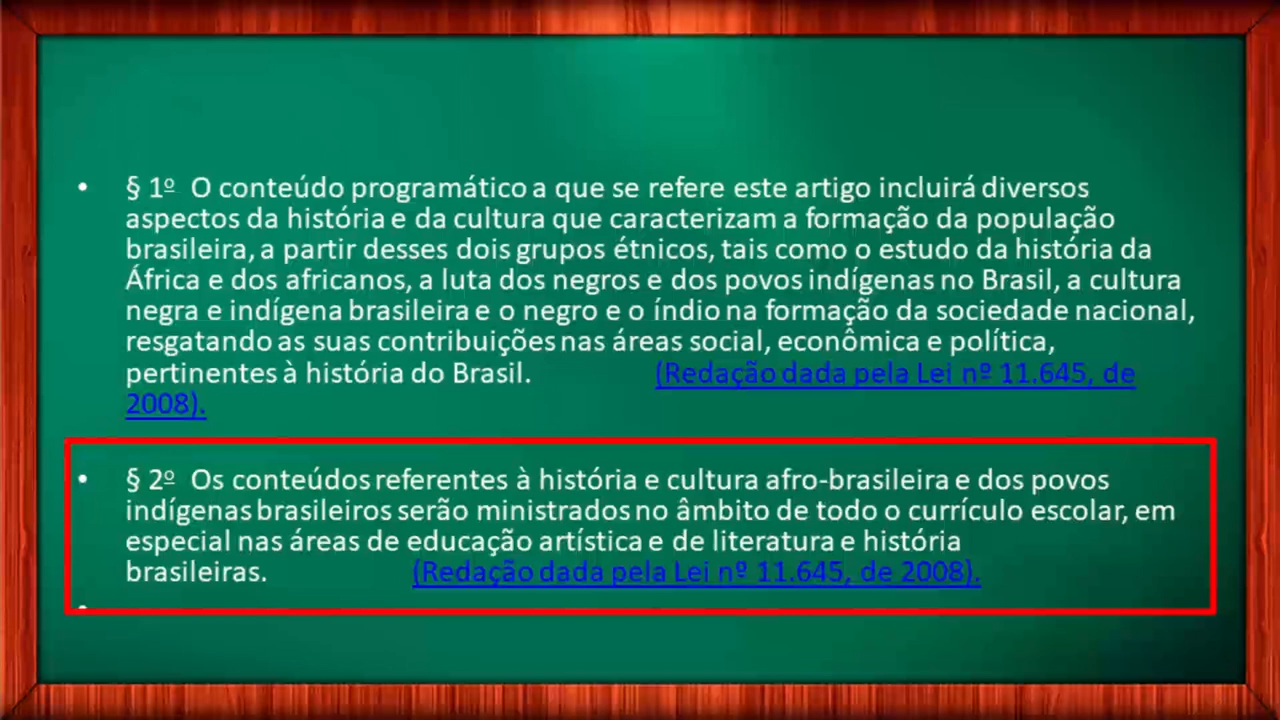 • § 1º O conteúdo programático a que se refere este artigo incluirá diversos
aspectos da história e da cultura que caracterizam a formação da população
brasileira, a partir desses dois grupos étnicos, tais como o estudo da história da
África e dos africanos, a luta dos negros e dos povos indígenas no Brasil, a cultura
negra e indígena brasileira e o negro e o índio na formação da sociedade nacional,
resgatando as suas contribuições nas áreas social, econômica e política,
pertinentes à história do Brasil. (Redação dada pela Lei nº 11.645, de
2008).
• § 2º Os conteúdos referentes à história e cultura afro-brasileira e dos povos
indígenas brasileiros serão ministrados no âmbito de todo o currículo escolar, em
especial nas áreas de educação artística e de literatura e história
brasileiras. (Redação dada pela Lei nº 11.645, de 2008).